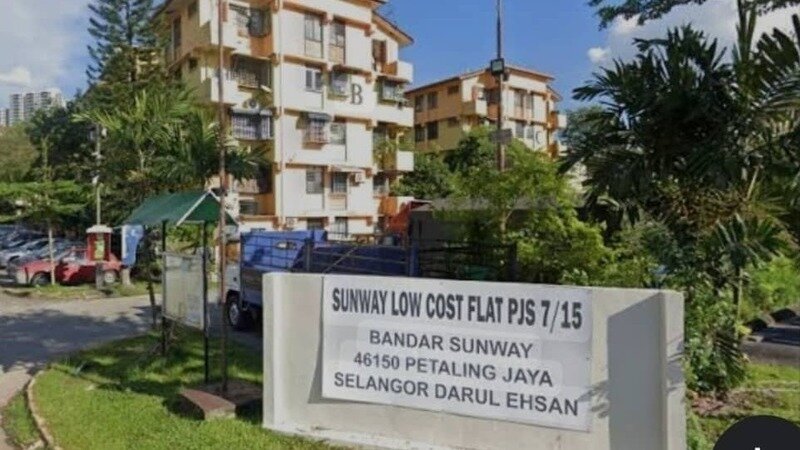 B
SUNWAY LOW COST FLAT PJS 7/15
BANDAR SUNWAY
46150 PETALING JAYA
SELANGOR DARUL EHSAN